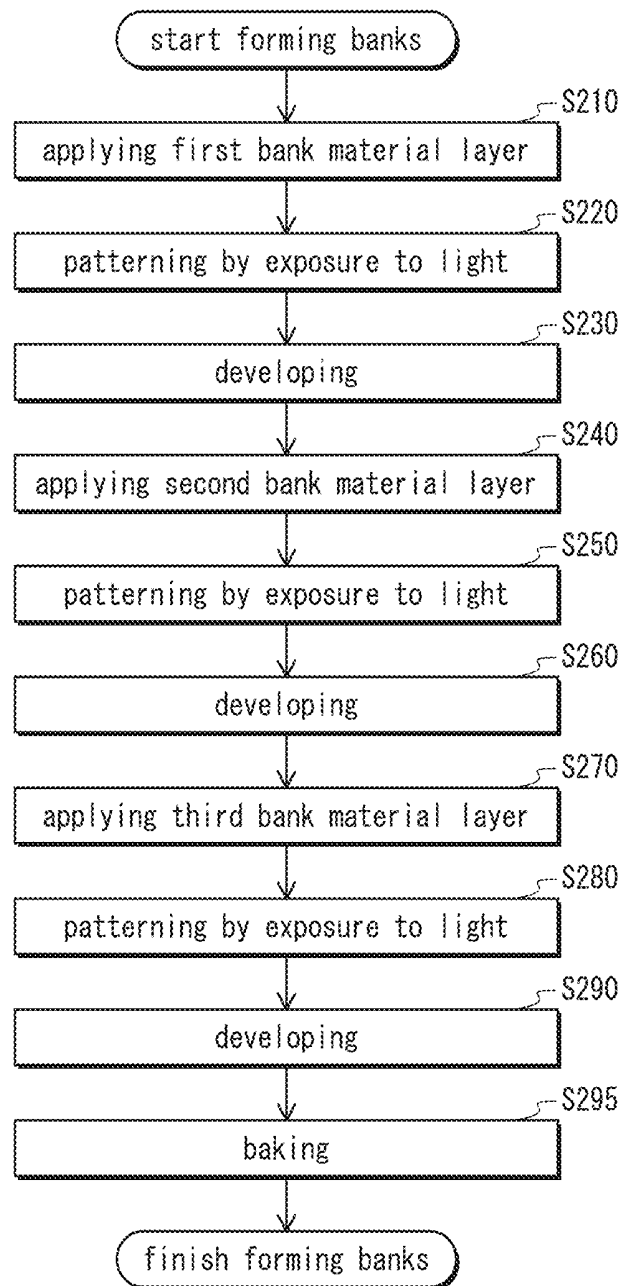 start forming banks
S210
applying first bank material layer
S220
patterning by exposure to light
S230
developing
S240
applying second bank material layer
S250
patterning by exposure to light
S260
developing
S270
applying third bank material layer
S280
patterning by exposure to light
S290
developing
S295
baking
finish forming banks